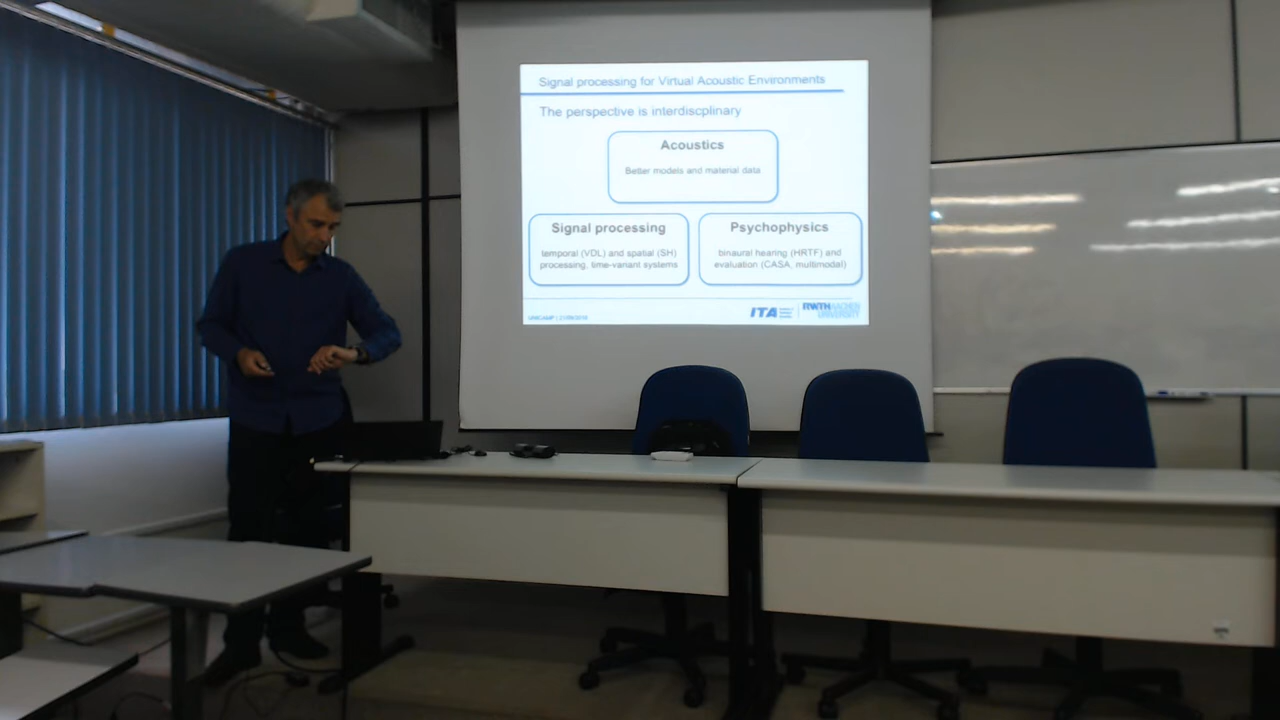 Signal processing for Virtual Acoustic Environments
The perspective is interdiscplinary
Acoustics
Better models and material data
Signal processing
temporal (VDL) and spatial (SH)
processing, time-variant systems
Psychophysics
binaural hearing (HRTF) and
evaluation (CASA, multimodal)
ITA
RWTH AACHEN
UNIVERSITY